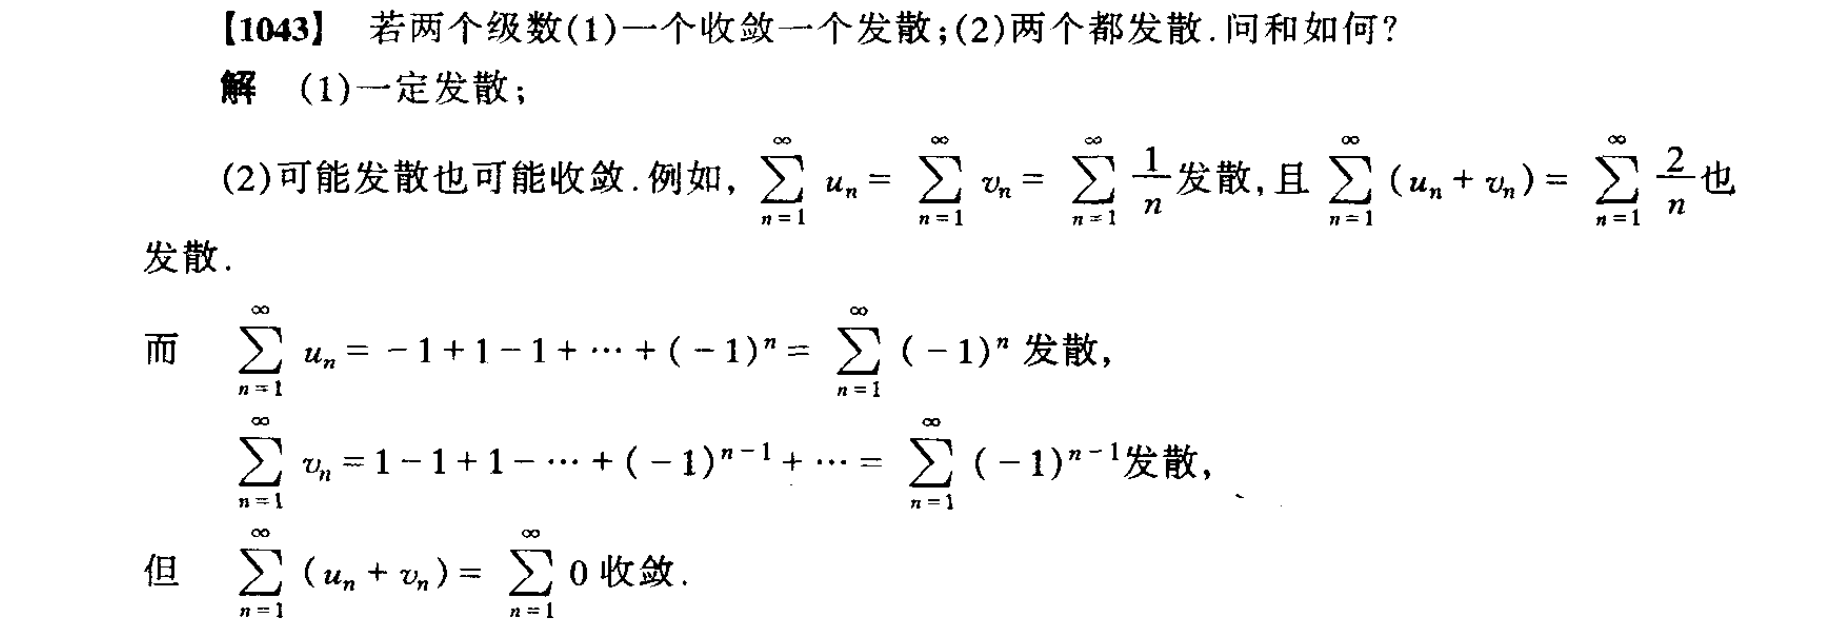 【1043】 若两个级数(1)一个收敛一个发散;(2)两个都发散.问和如何?
解 (1)一定发散;
(2)可能发散也可能收敛.例如, $\sum_{n=1}^{\infty} u_n = \sum_{n=1}^{\infty} v_n = \sum_{n=1}^{\infty} \frac{1}{n}$ 发散,且 $\sum_{n=1}^{\infty} (u_n + v_n) = \sum_{n=1}^{\infty} \frac{2}{n}$ 也
发散.
而 $\sum_{n=1}^{\infty} u_n = -1+1-1+\cdots+(-1)^n = \sum_{n=1}^{\infty} (-1)^n$ 发散,
$\sum_{n=1}^{\infty} v_n = 1-1+1-\cdots+(-1)^{n-1}+\cdots = \sum_{n=1}^{\infty} (-1)^{n-1}$ 发散,
但 $\sum_{n=1}^{\infty} (u_n + v_n) = \sum_{n=1}^{\infty} 0$ 收敛.